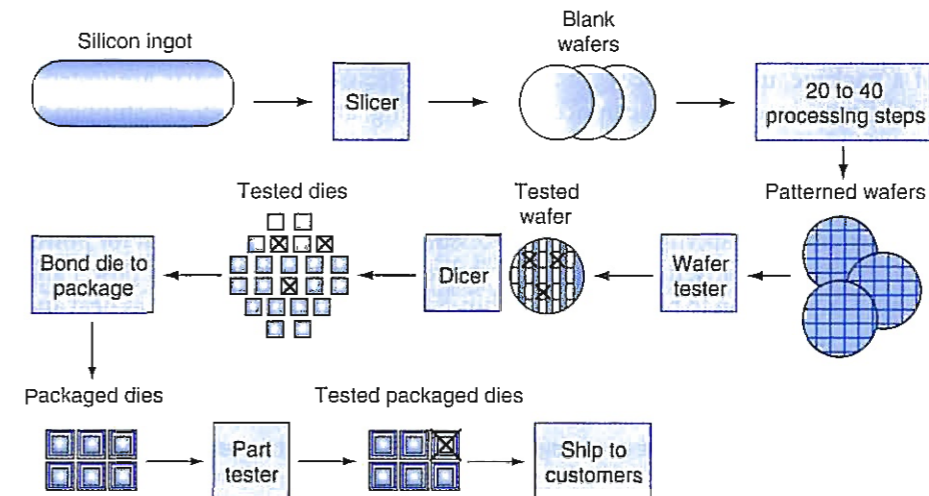 Silicon ingot
Slicer
Blank
wafers
20 to 40
processing steps
Patterned wafers
Wafer
tester
Tested
wafer
Dicer
Tested dies
Bond die to
package
Packaged dies
Part
tester
Tested packaged dies
Ship to
customers